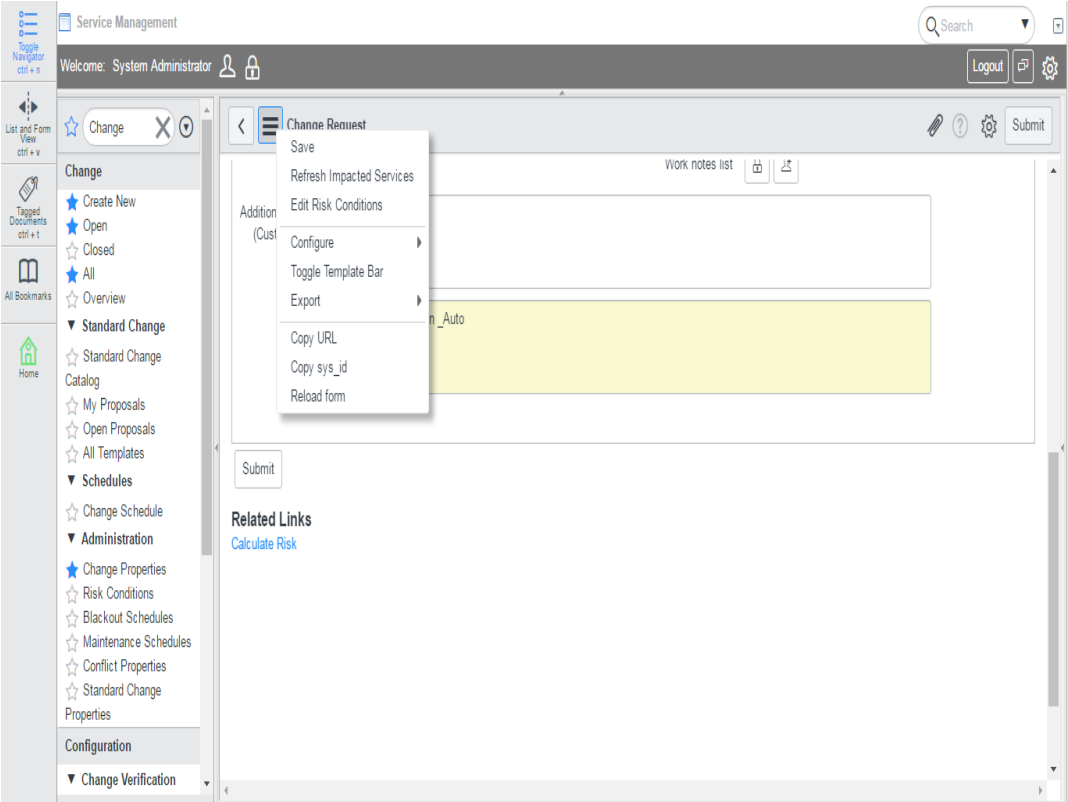 Toggle
Navigator
ctrl + n
List and Form
View
ctrl + v
Tagged
Documents
ctrl + t
All Bookmarks
Home
Service Management
Search
Welcome: System Administrator
Logout
Change
Change
Create New
Open
Closed
All
Overview
Standard Change
Standard Change
Catalog
My Proposals
Open Proposals
All Templates
Schedules
Change Schedule
Administration
Change Properties
Risk Conditions
Blackout Schedules
Maintenance Schedules
Conflict Properties
Standard Change
Properties
Configuration
Change Verification
Change Request
Submit
Save
Refresh Impacted Services
Edit Risk Conditions
Configure
Toggle Template Bar
Export
Copy URL
Copy sys_id
Reload form
Work notes list
Addition
(Cust
n _Auto
Submit
Related Links
Calculate Risk